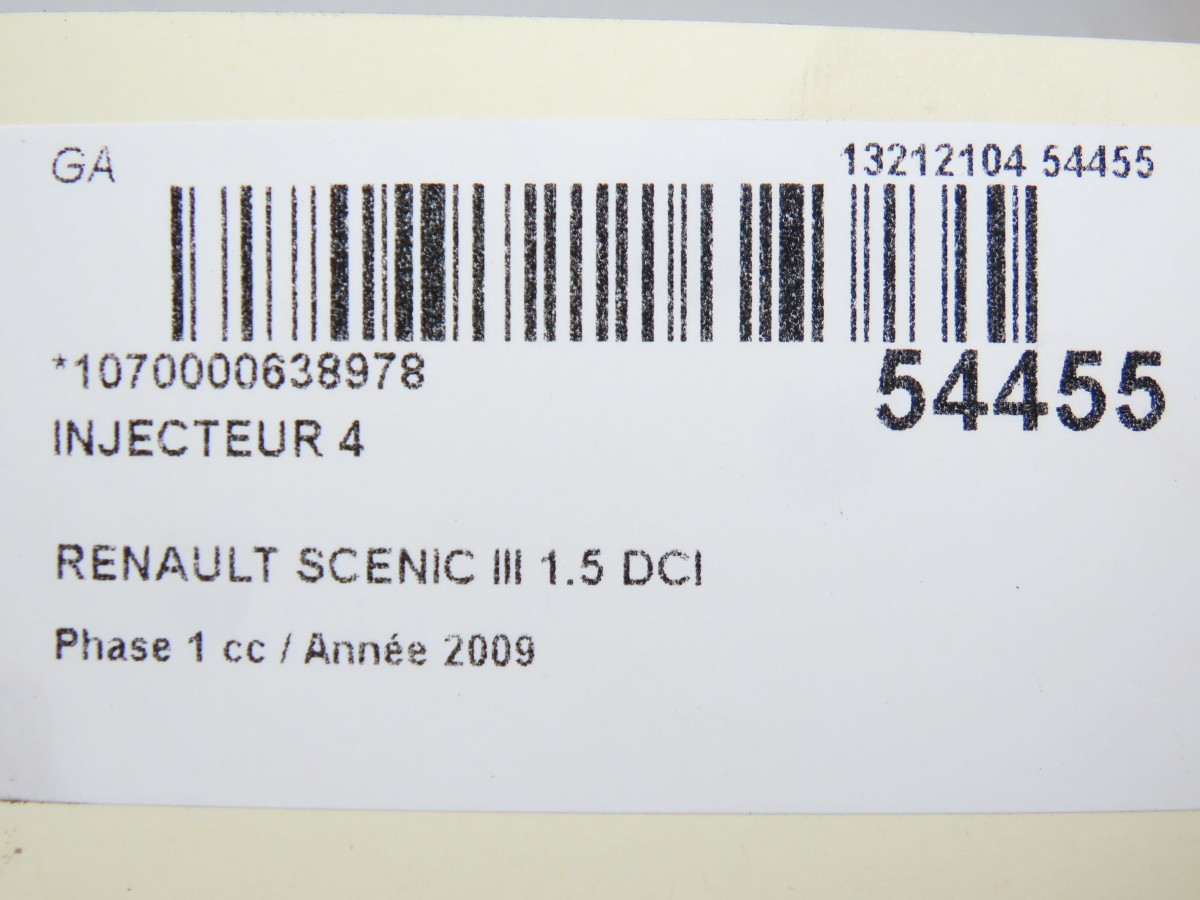 GA 13212104 54455
*1070000638978 54455
INJECTEUR 4
RENAULT SCENIC III 1.5 DCI
Phase 1 cc / Année 2009